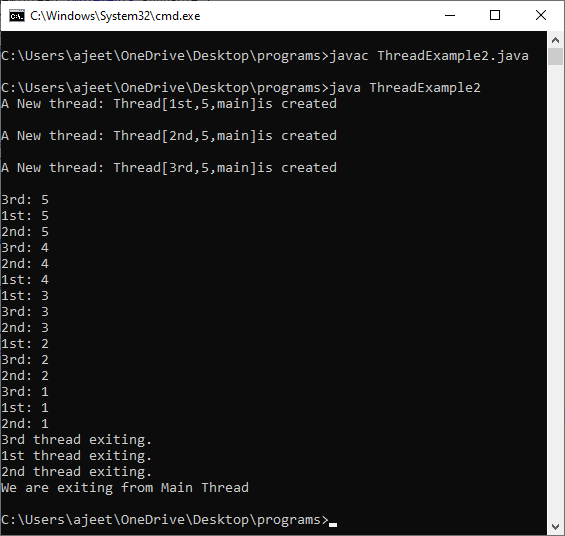 C:\Windows\System32\cmd.exe
C:\Users\ajeet\OneDrive\Desktop\programs>javac ThreadExample2.java
C:\Users\ajeet\OneDrive\Desktop\programs>java ThreadExample2
A New thread: Thread[1st,5,main]is created
A New thread: Thread[2nd,5,main]is created
A New thread: Thread[3rd,5,main]is created
3rd: 5
1st: 5
2nd: 5
3rd: 4
2nd: 4
1st: 4
1st: 3
3rd: 3
2nd: 3
1st: 2
3rd: 2
2nd: 2
3rd: 1
1st: 1
2nd: 1
3rd thread exiting.
1st thread exiting.
2nd thread exiting.
We are exiting from Main Thread
C:\Users\ajeet\OneDrive\Desktop\programs>